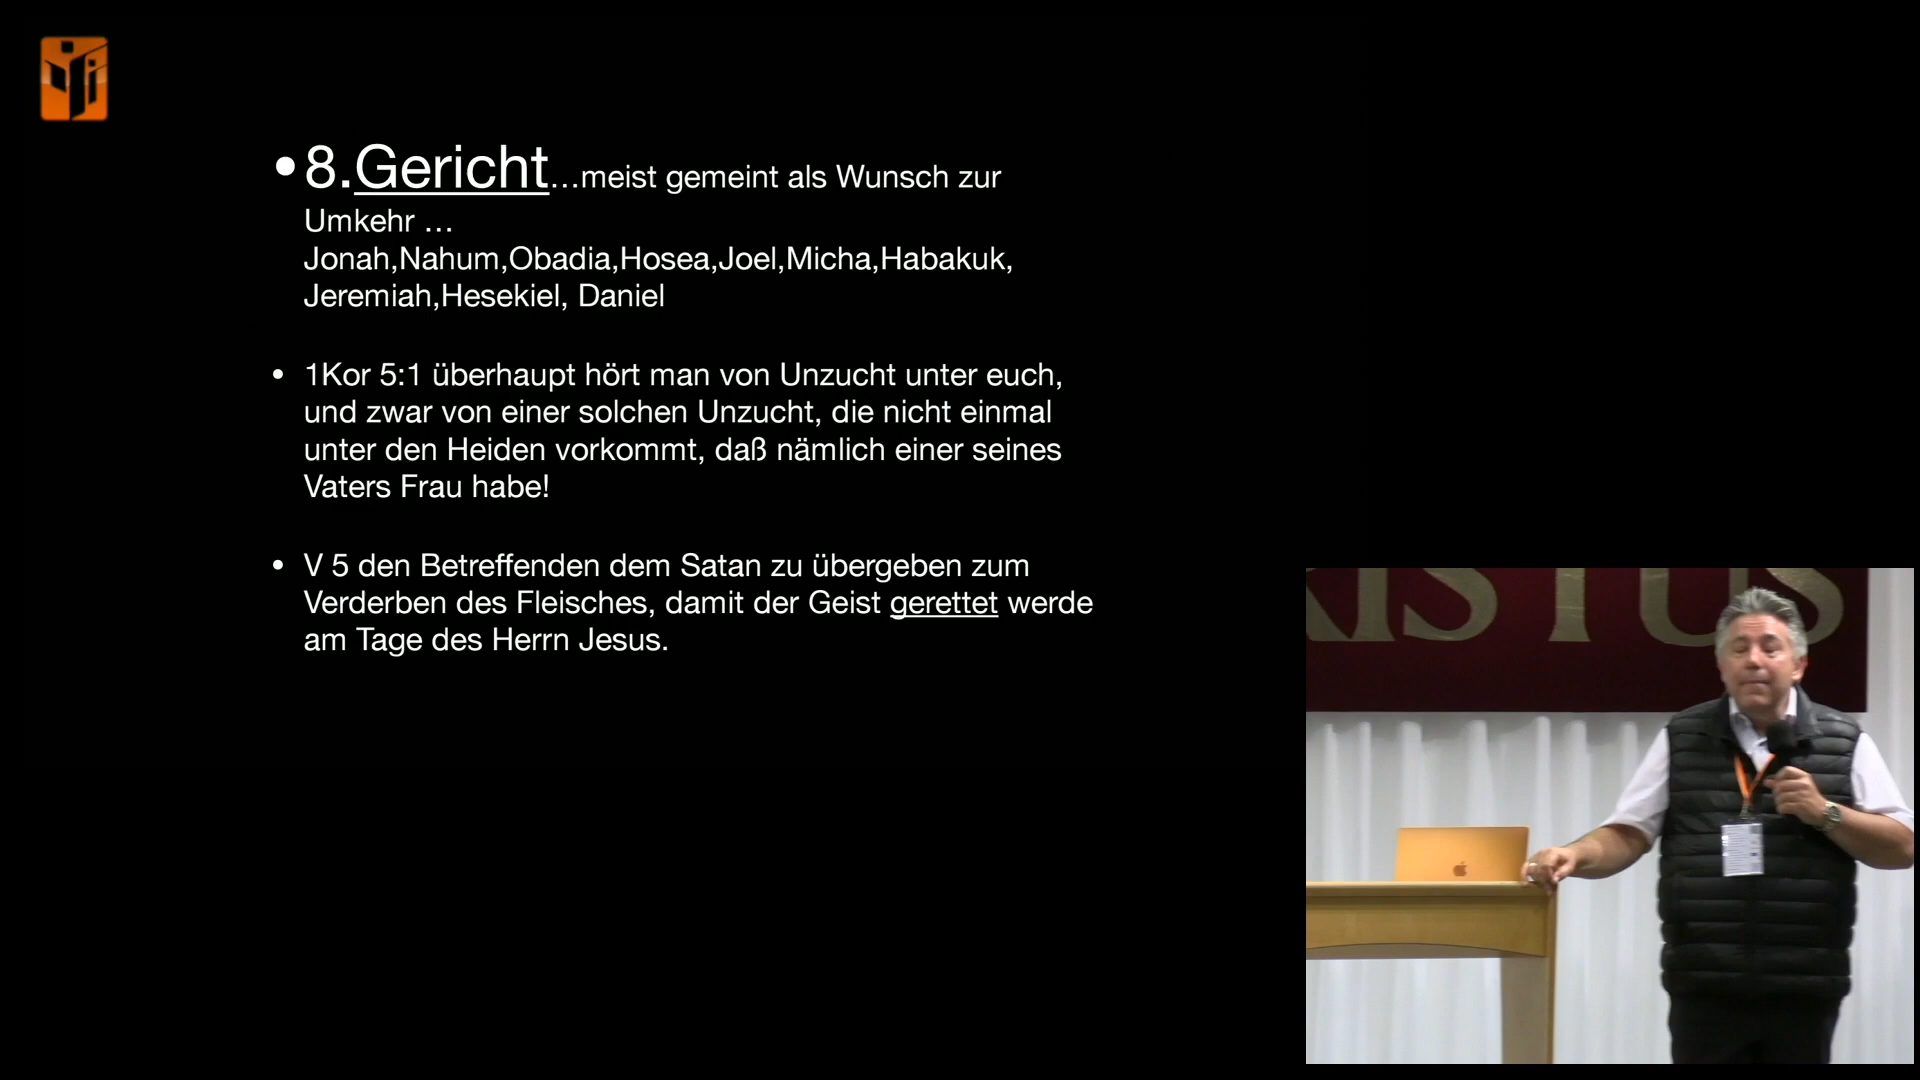 •8.Gericht...meist gemeint als Wunsch zur
Umkehr ...
Jonah,Nahum,Obadia,Hosea,Joel,Micha,Habakuk,
Jeremiah,Hesekiel, Daniel
• 1Kor 5:1 überhaupt hört man von Unzucht unter euch,
und zwar von einer solchen Unzucht, die nicht einmal
unter den Heiden vorkommt, daß nämlich einer seines
Vaters Frau habe!
• V 5 den Betreffenden dem Satan zu übergeben zum
Verderben des Fleisches, damit der Geist gerettet werde
am Tage des Herrn Jesus.
RISTUS